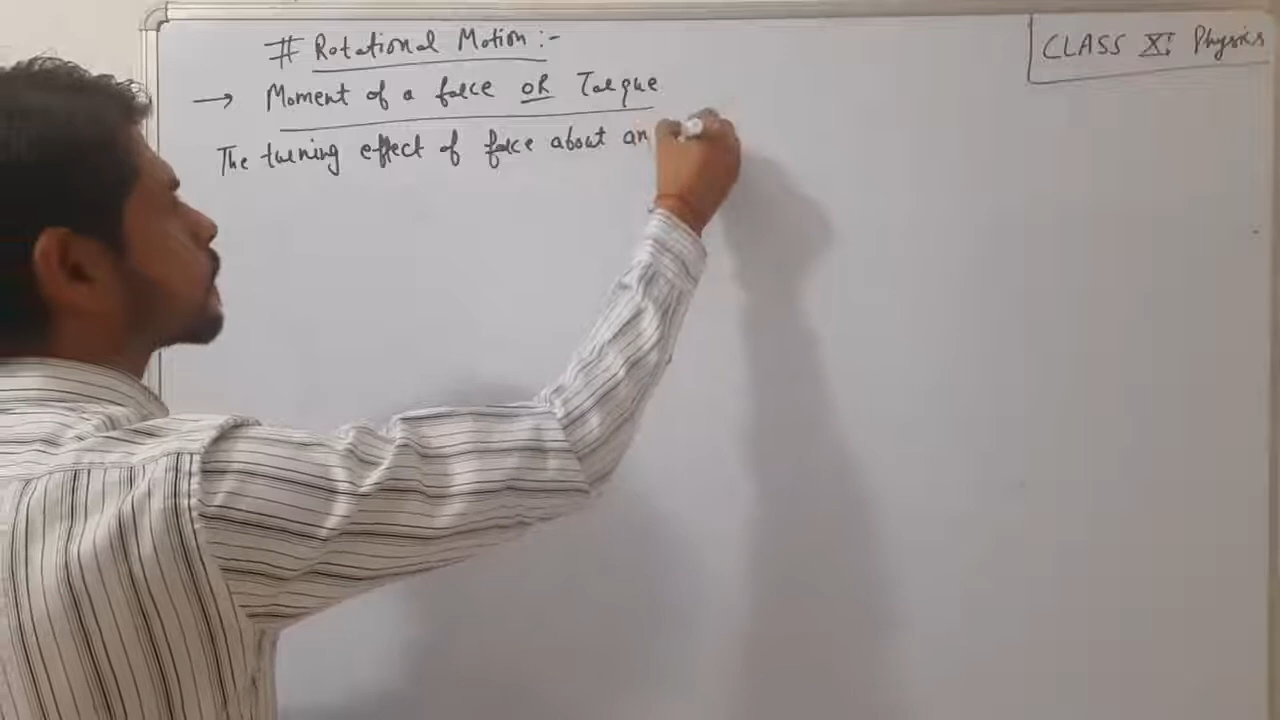 # Rotational Motion :-
CLASS XI Physics
→ Moment of a force OR Torque
The turning effect of force about an